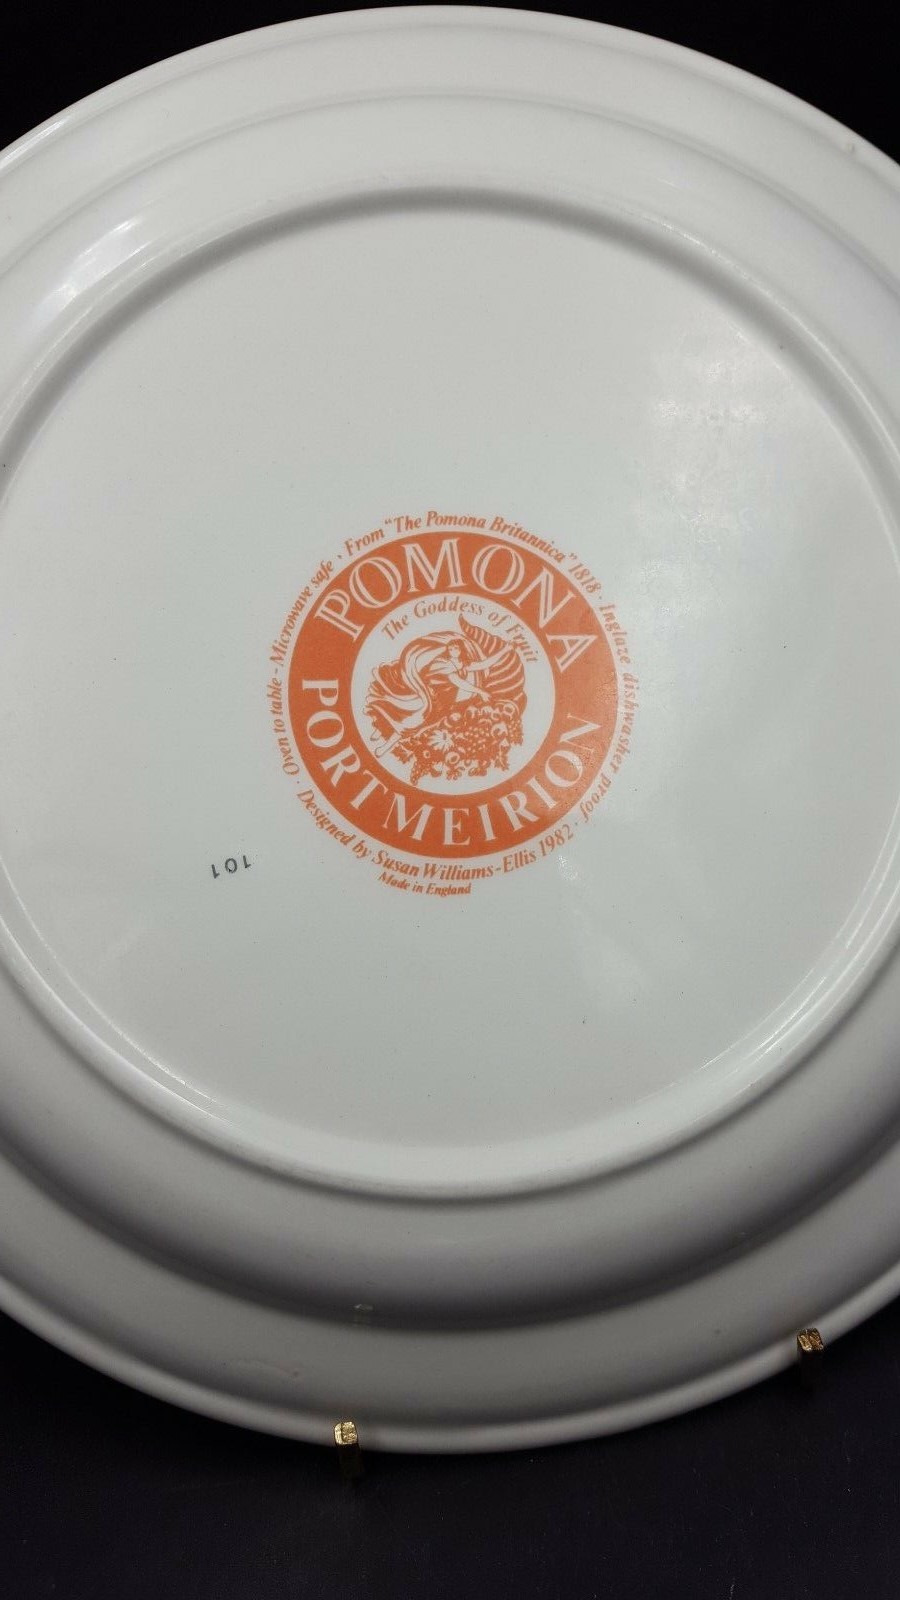 From "The Pomona Britannica" 1818 · Inglaze dishwasher proof ·
Designed by Susan Williams-Ellis 1982 ·
Oven to table - Microwave safe ·
POMONA
The Goddess of Fruit
PORTMEIRION
Made in England
101